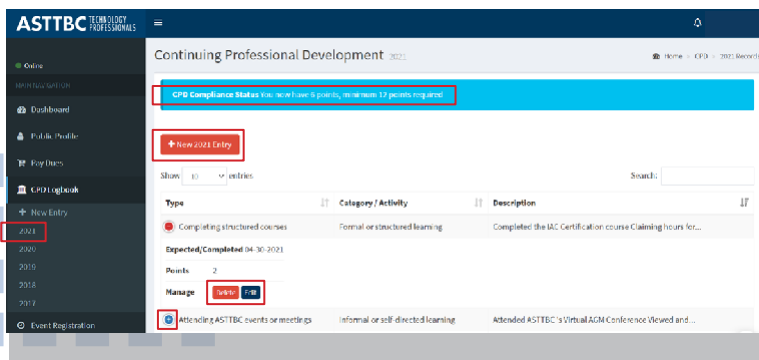 ASTTBC TECHNOLOGY PROFESSIONALS
Online
MAIN NAVIGATION
Dashboard
Public Profile
Pay Dues
CPD Logbook
New Entry
2021
2020
2019
2018
2017
Event Registration
Continuing Professional Development 2021
Home > CPD > 2021 Record
CPD Compliance Status You now have 6 points, minimum 12 points required
+ New 2021 Entry
Show 10 entries
Search:
Type Category / Activity Description
Completing structured courses Formal or structured learning Completed the IAC Certification course Claiming hours for...
Expected/Completed 04-30-2021
Points 2
Manage Delete Edit
Attending ASTTBC events or meetings Informal or self-directed learning Attended ASTTBC's Virtual AGM Conference Viewed and...